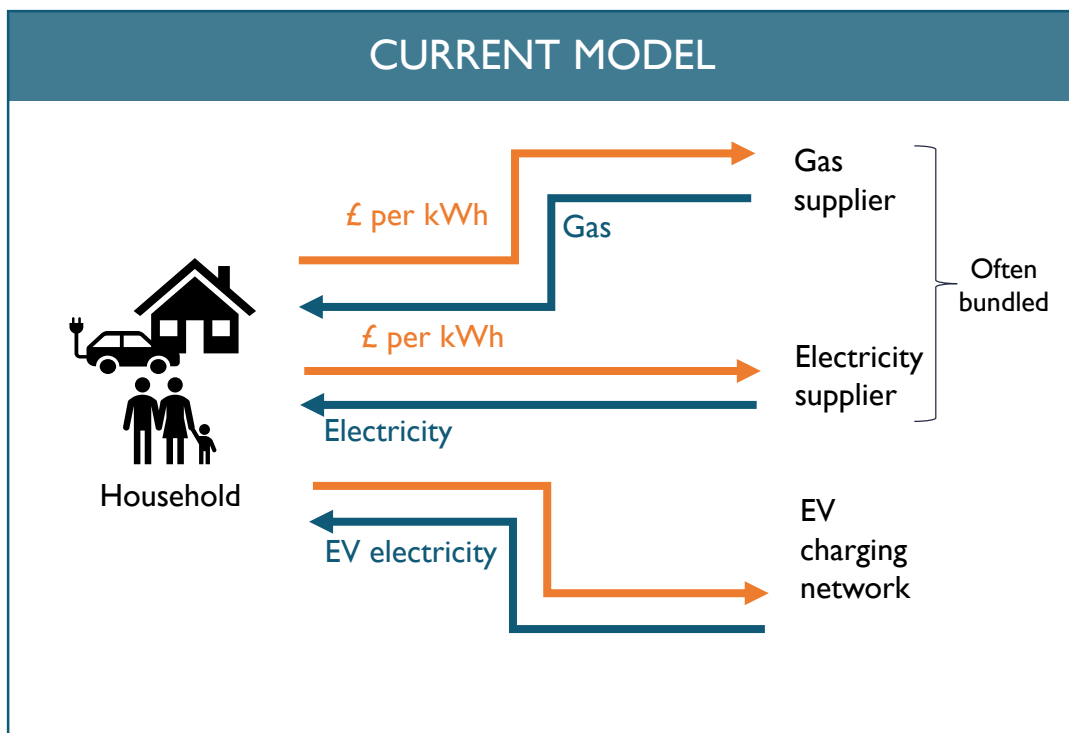 CURRENT MODEL
£ per kWh
Gas
Gas
supplier
Often
bundled
£ per kWh
Electricity
Electricity
supplier
Household
EV electricity
EV
charging
network